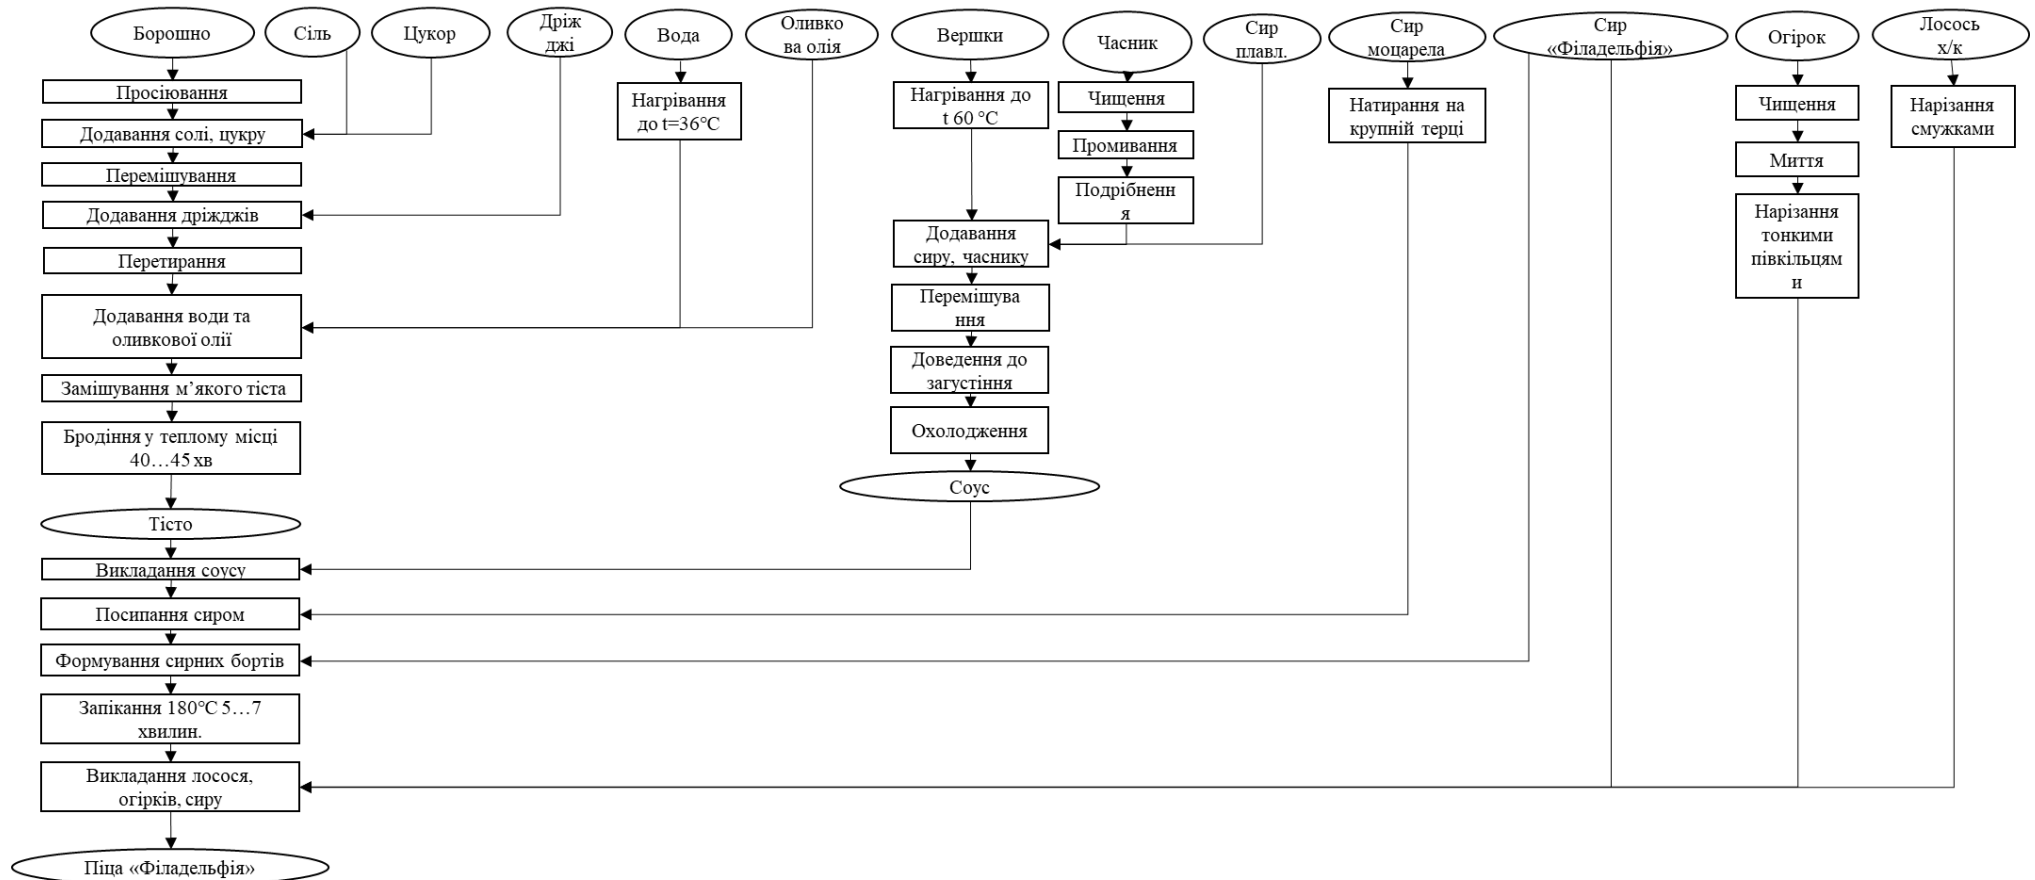 Борошно
Сіль
Цукор
Дріж
джі
Вода
Оливко
ва олія
Вершки
Часник
Сир
плавл.
Сир
моцарела
Сир
«Філадельфія»
Огірок
Лосось
х/к
Просіювання
Додавання солі, цукру
Перемішування
Додавання дріжджів
Перетирання
Додавання води та
оливкової олії
Замішування м’якого тіста
Бродіння у теплому місці
40…45 хв
Тісто
Викладання соусу
Посипання сиром
Формування сирних бортів
Запікання 180°С 5…7
хвилин.
Викладання лосося,
огірків, сиру
Піца «Філадельфія»
Нагрівання
до t=36°С
Нагрівання до
t 60 °С
Додавання
сиру, часнику
Перемішува
ння
Доведення до
загустіння
Охолодження
Соус
Чищення
Промивання
Подрібненн
я
Натирання на
крупній терці
Чищення
Миття
Нарізання
тонкими
півкільцям
и
Нарізання
смужками